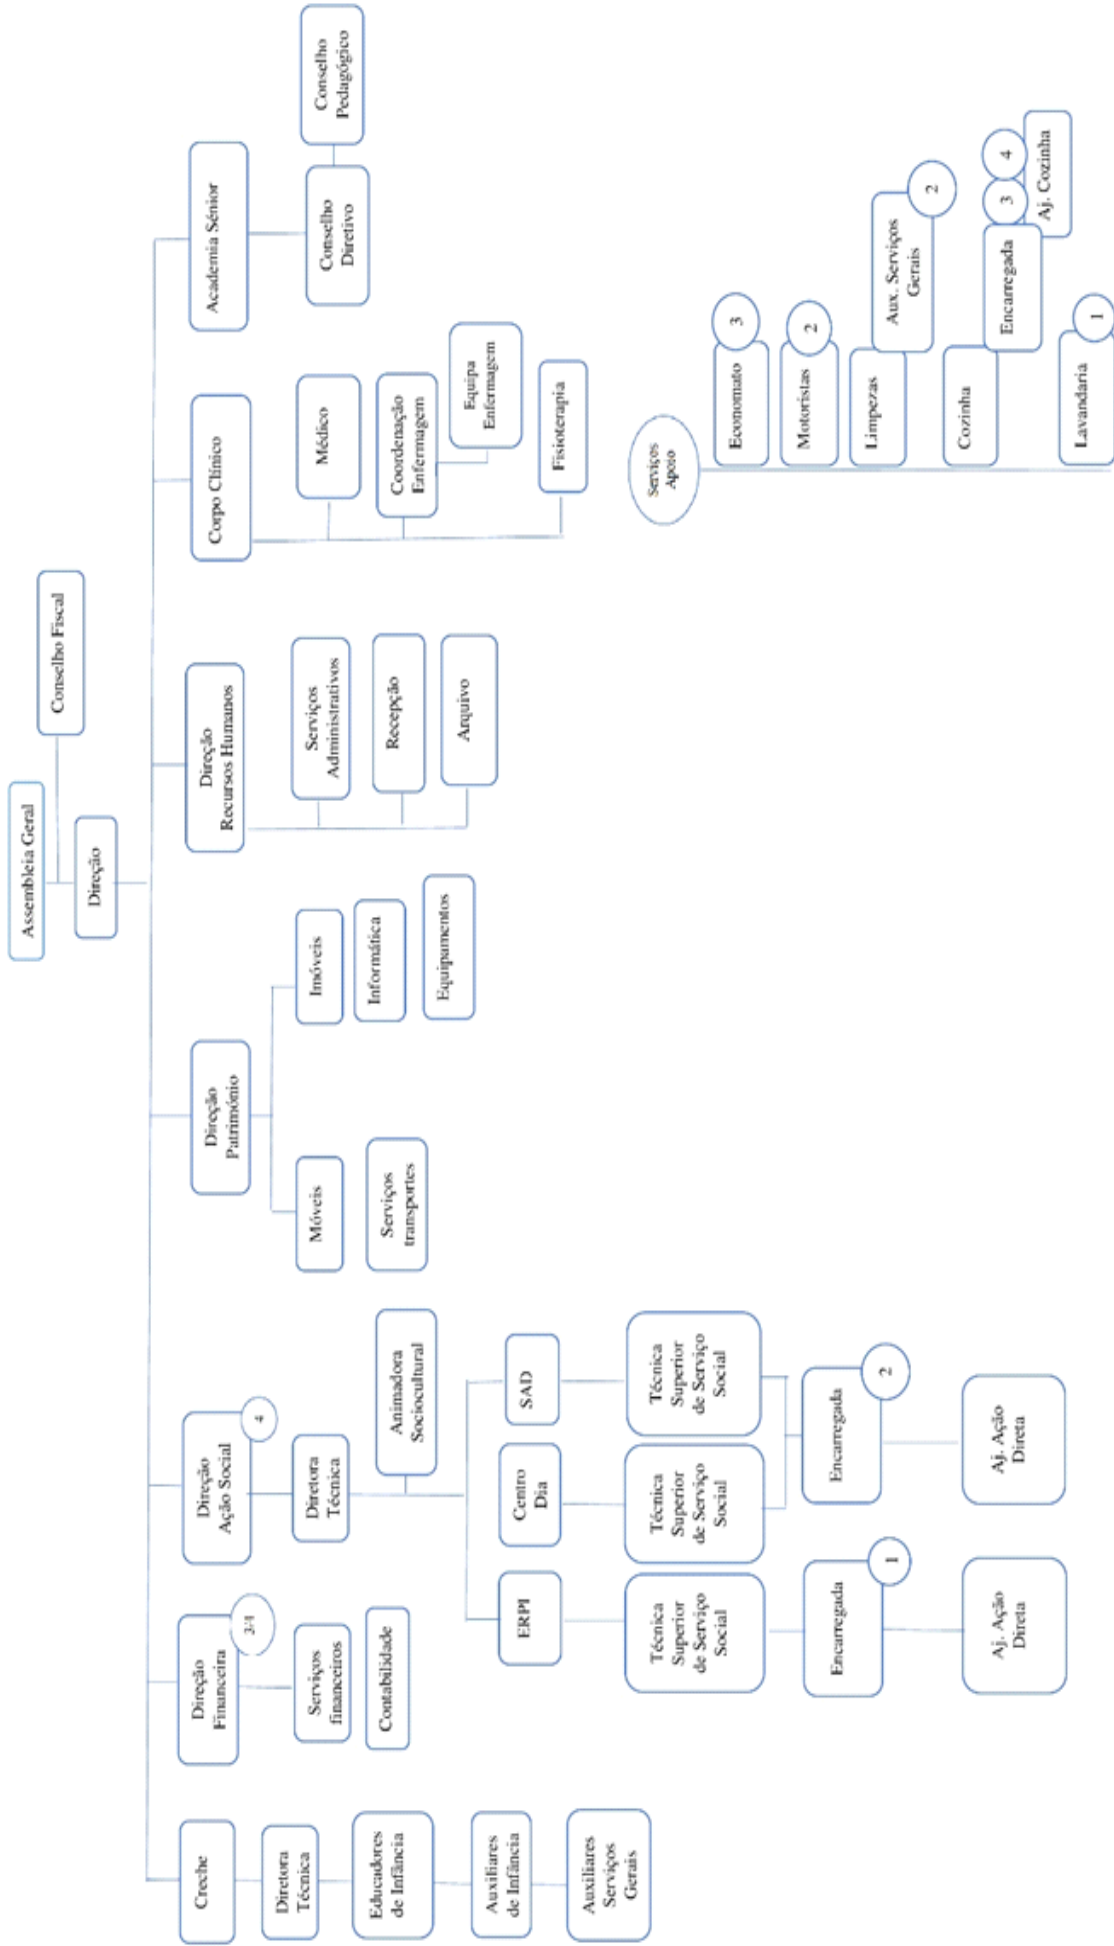 Assembleia Geral
Conselho Fiscal
Direção
Creche
Diretora
Técnica
Educadores
de Infância
Auxiliares
de Infância
Auxiliares
Serviços
Gerais
Direção
Financeira
3/4
Serviços
financeiros
Contabilidade
Direção
Ação Social
4
Diretora
Técnica
Animadora
Sociocultural
ERPI
Centro
Dia
SAD
Técnica
Superior
de Serviço
Social
Técnica
Superior
de Serviço
Social
Técnica
Superior
de Serviço
Social
Encarregada
1
Encarregada
2
Aj. Ação
Direta
Aj. Ação
Direta
Direção
Património
Móveis
Serviços
transportes
Imóveis
Informática
Equipamentos
Direção
Recursos Humanos
Serviços
Administrativos
Recepção
Arquivo
Corpo Clínico
Médico
Coordenação
Enfermagem
Equipa
Enfermagem
Fisioterapia
Academia Sénior
Conselho
Diretivo
Conselho
Pedagógico
Serviços
Apoio
Economato
3
Motoristas
2
Limpezas
Aux. Serviços
Gerais
2
Cozinha
Encarregada
3
4
Aj. Cozinha
Lavandaria
1